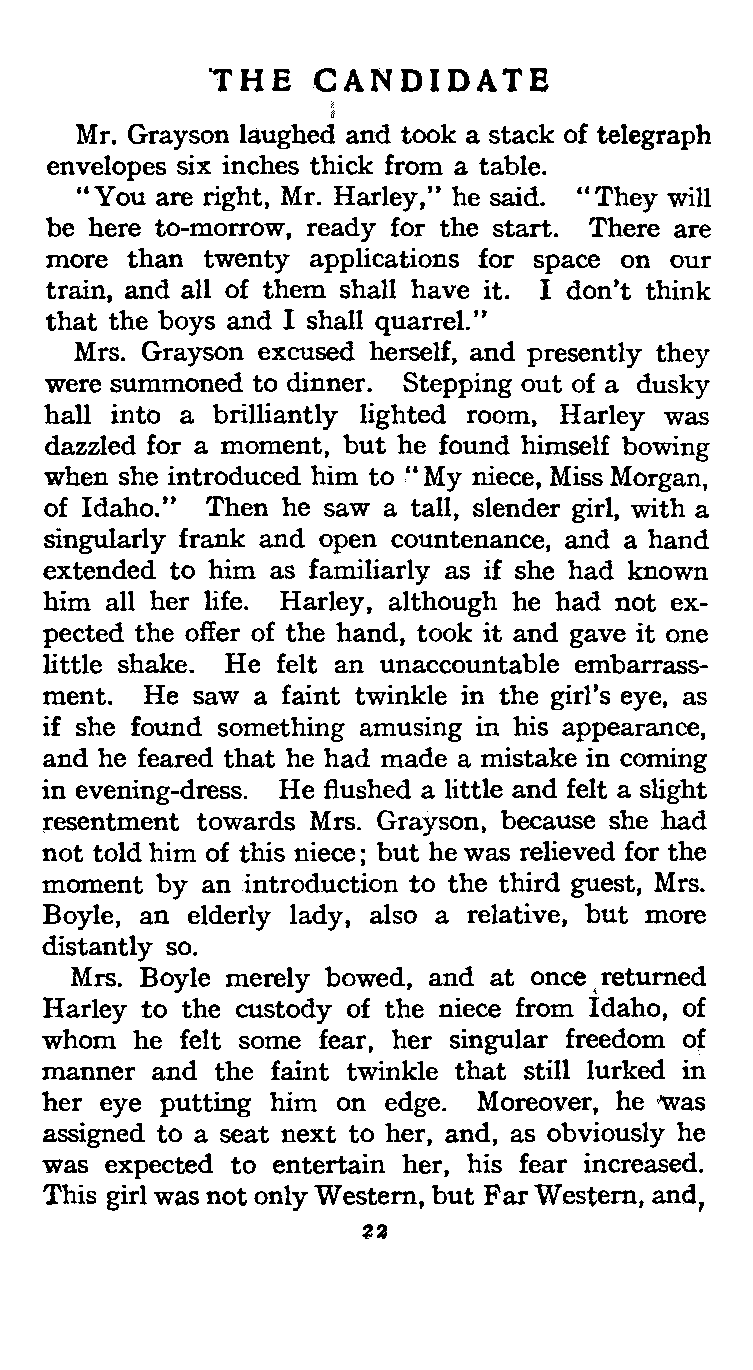 THE CANDIDATE
Mr. Grayson laughed and took a stack of telegraph
envelopes six inches thick from a table.
"You are right, Mr. Harley," he said. "They will
be here to-morrow, ready for the start. There are
more than twenty applications for space on our
train, and all of them shall have it. I don't think
that the boys and I shall quarrel."
Mrs. Grayson excused herself, and presently they
were summoned to dinner. Stepping out of a dusky
hall into a brilliantly lighted room, Harley was
dazzled for a moment, but he found himself bowing
when she introduced him to "My niece, Miss Morgan,
of Idaho." Then he saw a tall, slender girl, with a
singularly frank and open countenance, and a hand
extended to him as familiarly as if she had known
him all her life. Harley, although he had not ex-
pected the offer of the hand, took it and gave it one
little shake. He felt an unaccountable embarrass-
ment. He saw a faint twinkle in the girl's eye, as
if she found something amusing in his appearance,
and he feared that he had made a mistake in coming
in evening-dress. He flushed a little and felt a slight
resentment towards Mrs. Grayson, because she had
not told him of this niece; but he was relieved for the
moment by an introduction to the third guest, Mrs.
Boyle, an elderly lady, also a relative, but more
distantly so.
Mrs. Boyle merely bowed, and at once returned
Harley to the custody of the niece from Idaho, of
whom he felt some fear, her singular freedom of
manner and the faint twinkle that still lurked in
her eye putting him on edge. Moreover, he was
assigned to a seat next to her, and, as obviously he
was expected to entertain her, his fear increased.
This girl was not only Western, but Far Western, and,
22